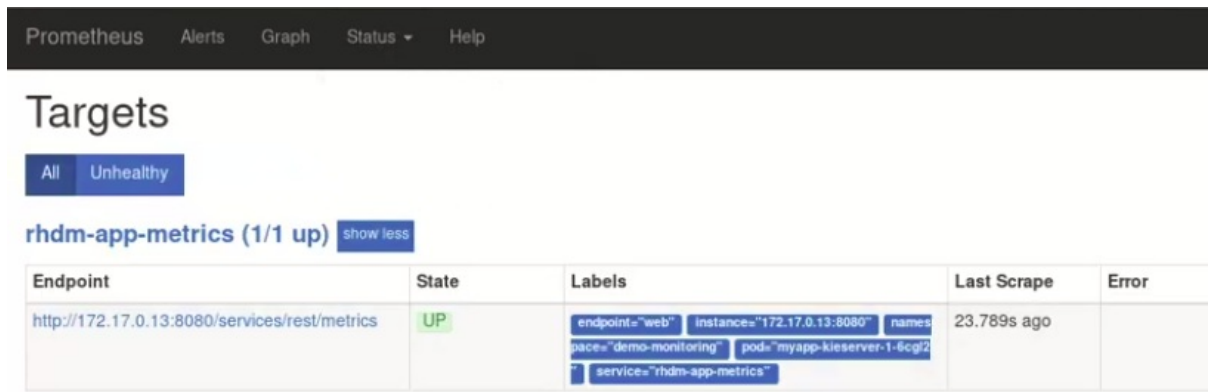 Prometheus Alerts Graph Status Help
Targets
All Unhealthy
rhdm-app-metrics (1/1 up) show less
Endpoint State Labels Last Scrape Error
http://172.17.0.13:8080/services/rest/metrics UP endpoint="web" instance="172.17.0.13:8080" names 23.789s ago
pace="demo-monitoring" pod="myapp-kieserver-1-6cgl2
" service="rhdm-app-metrics"